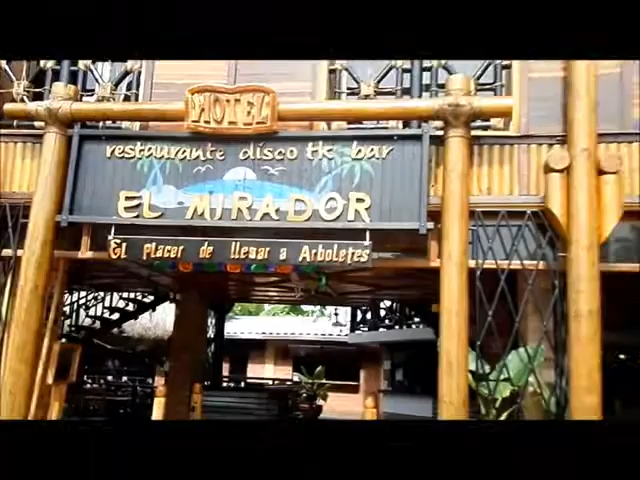 HOTEL
restaurante disco tk bar
EL MIRADOR
El placer de llegar a Arboletes